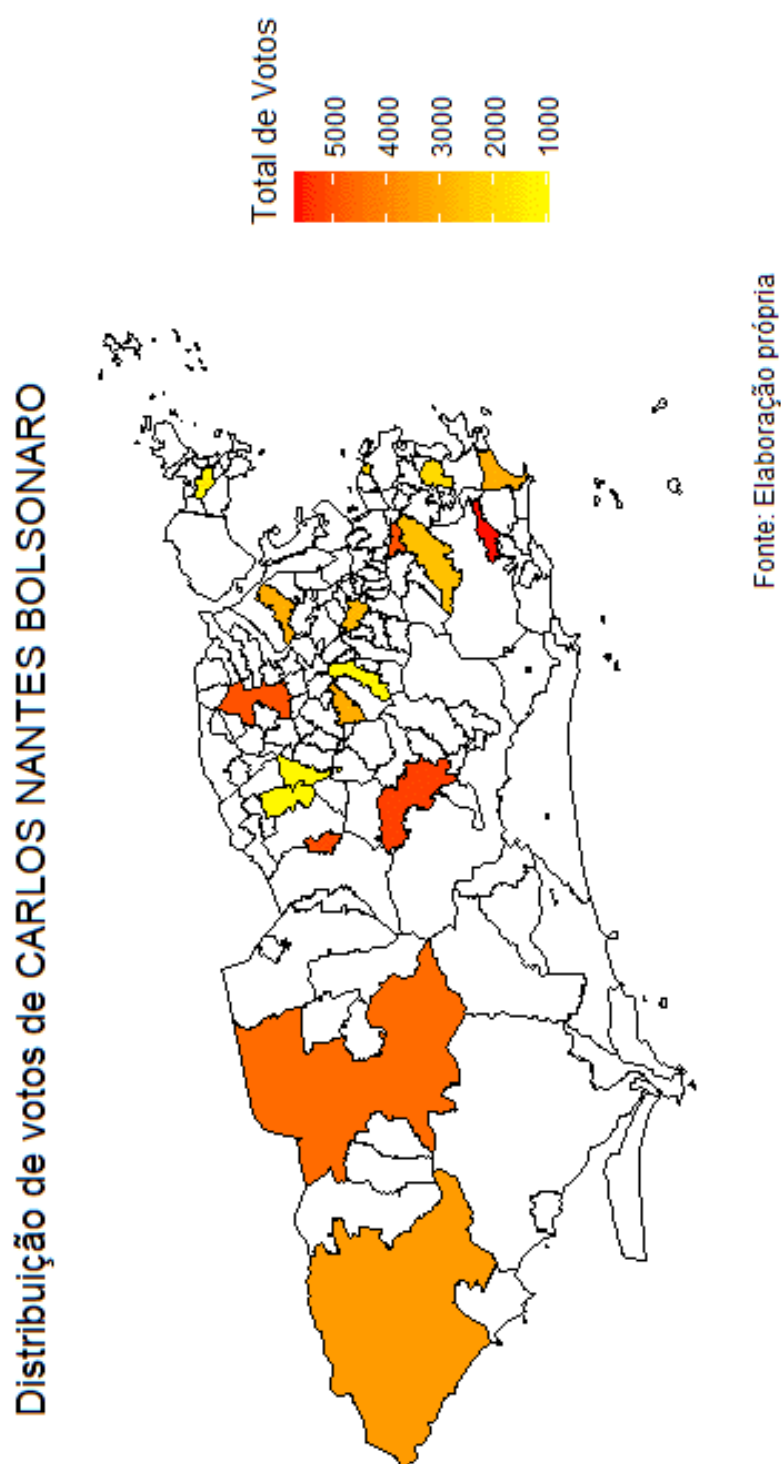 Distribuição de votos de CARLOS NANTES BOLSONARO
Total de Votos
5000
4000
3000
2000
1000
Fonte: Elaboração própria